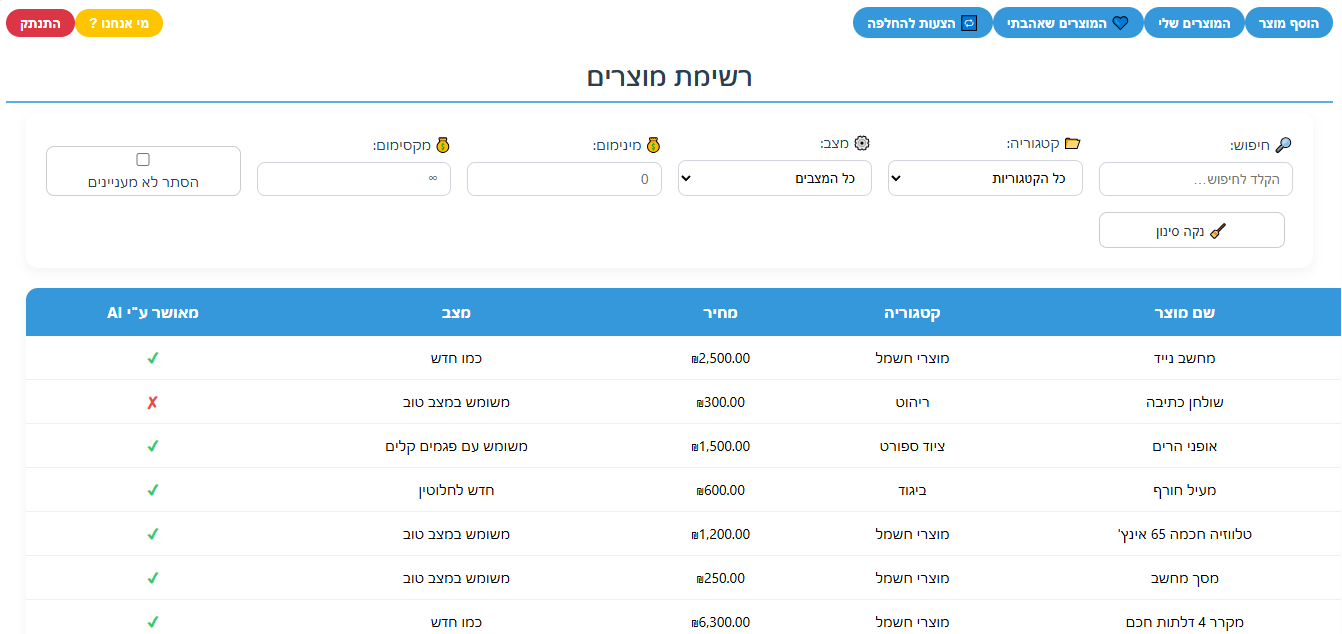 הוסף מוצר המוצרים שלי המוצרים שאהבתי הצעות להחלפה מי אנחנו ? התנתק
רשימת מוצרים
חיפוש: קטגוריה: מצב: מינימום: מקסימום:
הקלד לחיפוש... כל הקטגוריות כל המצבים 0 ∞ הסתר לא מעניינים
נקה סינון
שם מוצר קטגוריה מחיר מצב מאושר ע"י AI
מחשב נייד מוצרי חשמל ₪2,500.00 כמו חדש ✓
שולחן כתיבה ריהוט ₪300.00 משומש במצב טוב ✗
אופני הרים ציוד ספורט ₪1,500.00 משומש עם פגמים קלים ✓
מעיל חורף ביגוד ₪600.00 חדש לחלוטין ✓
טלוויזיה חכמה 65 אינץ' מוצרי חשמל ₪1,200.00 משומש במצב טוב ✓
מסך מחשב מוצרי חשמל ₪250.00 משומש במצב טוב ✓
מקרר 4 דלתות חכם מוצרי חשמל ₪6,300.00 כמו חדש ✓